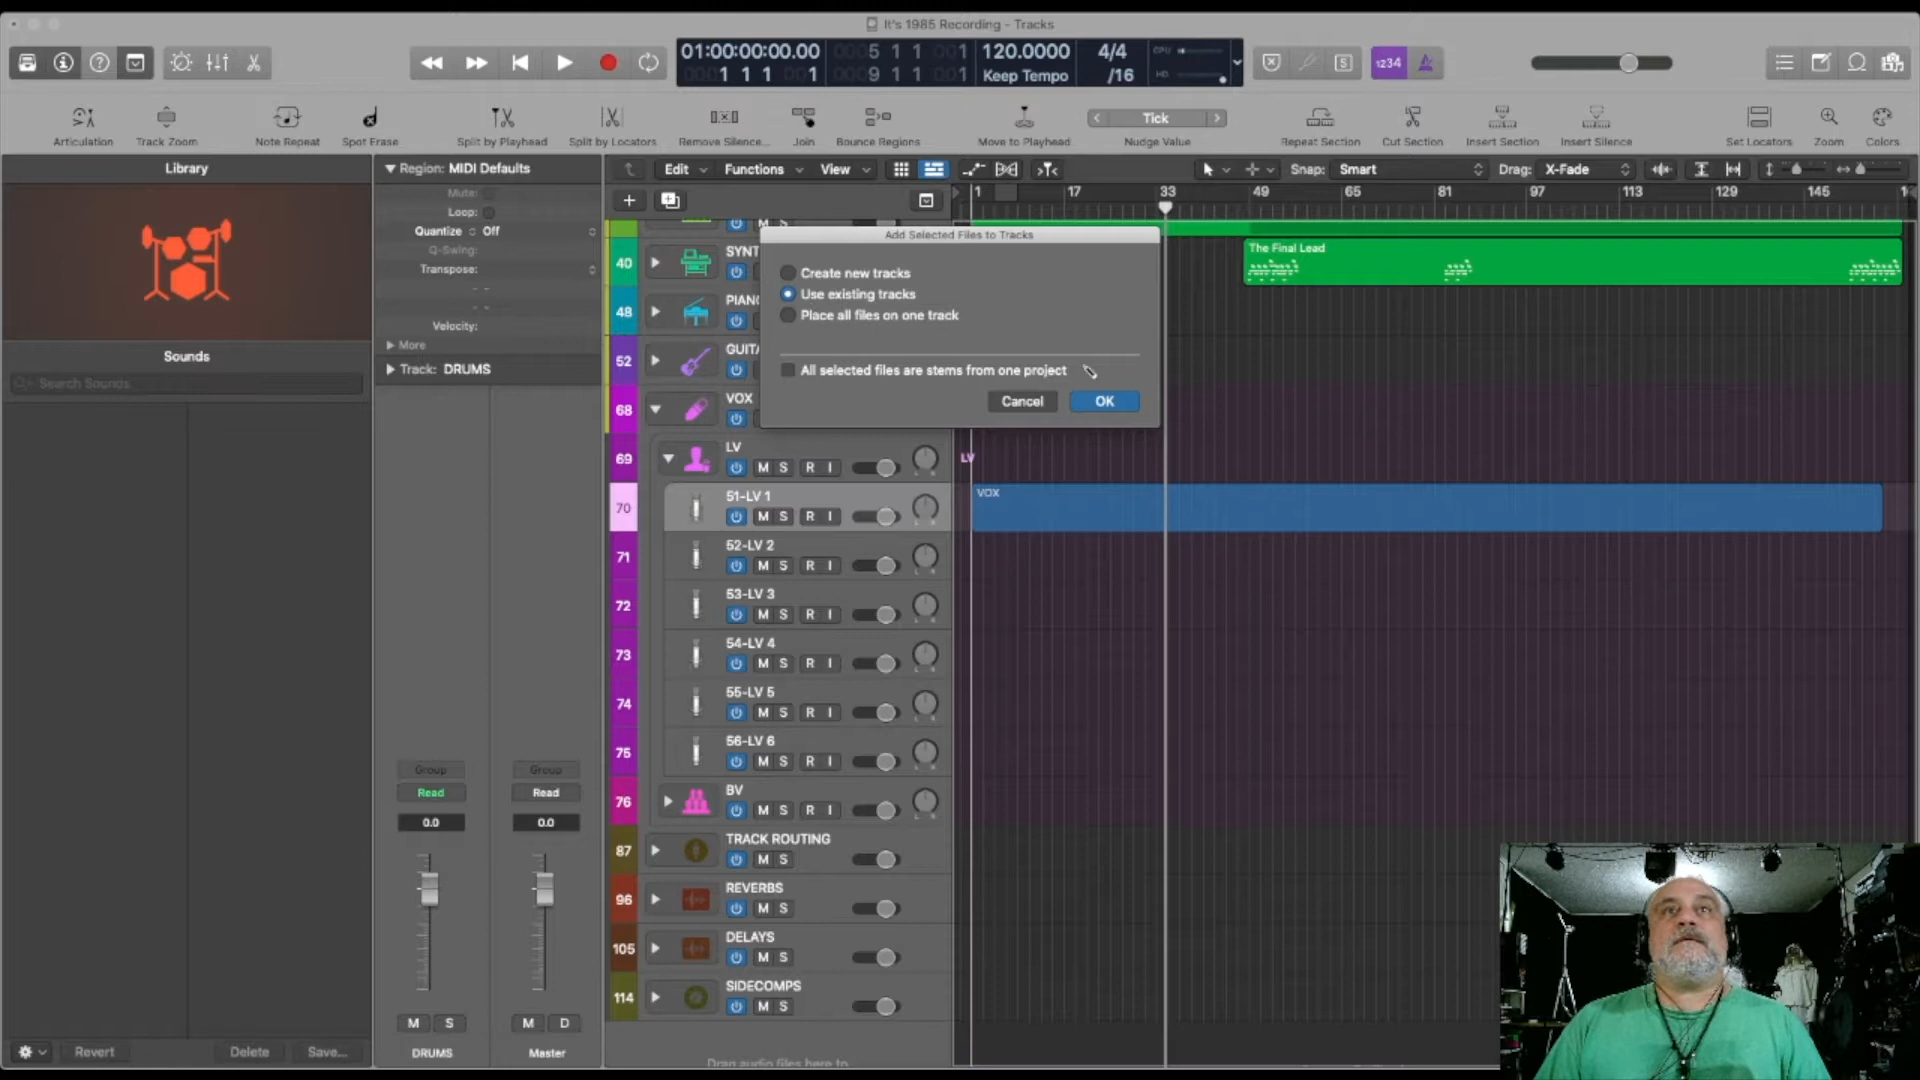 It's 1985 Recording - Tracks
01:00:00:00.00
0005 1 1 001
120.0000
4/4
CPU
1 1 1 001
0009 1 1 001
Keep Tempo
/16
HD
S
1234
Articulation
Track Zoom
Note Repeat
Spot Erase
Split by Playhead
Split by Locators
Remove Silence...
Join
Bounce Regions
Move to Playhead
Tick
Nudge Value
Repeat Section
Cut Section
Insert Section
Insert Silence
Set Locators
Zoom
Colors
Library
Region: MIDI Defaults
Edit
Functions
View
Snap: Smart
Drag: X-Fade
1
17
33
49
65
81
97
113
129
145
Mute:
Loop:
Quantize
Off
Q-Swing:
Transpose:
Velocity:
More
Track: DRUMS
Sounds
Search Sounds
Add Selected Files to Tracks
Create new tracks
Use existing tracks
Place all files on one track
All selected files are stems from one project
Cancel
OK
The Final Lead
40
SYNT
48
PIAN
52
GUITA
68
VOX
69
LV
M S R I
LV
70
51-LV 1
M S R I
VOX
71
52-LV 2
M S R I
72
53-LV 3
M S R I
73
54-LV 4
M S R I
74
55-LV 5
M S R I
75
56-LV 6
M S R I
76
BV
M S R I
87
TRACK ROUTING
M S
96
REVERBS
M S
105
DELAYS
M S
114
SIDECOMPS
M S
Drag audio files here to
Group
Group
Read
Read
0.0
0.0
M S
M D
DRUMS
Master
Revert
Delete
Save...